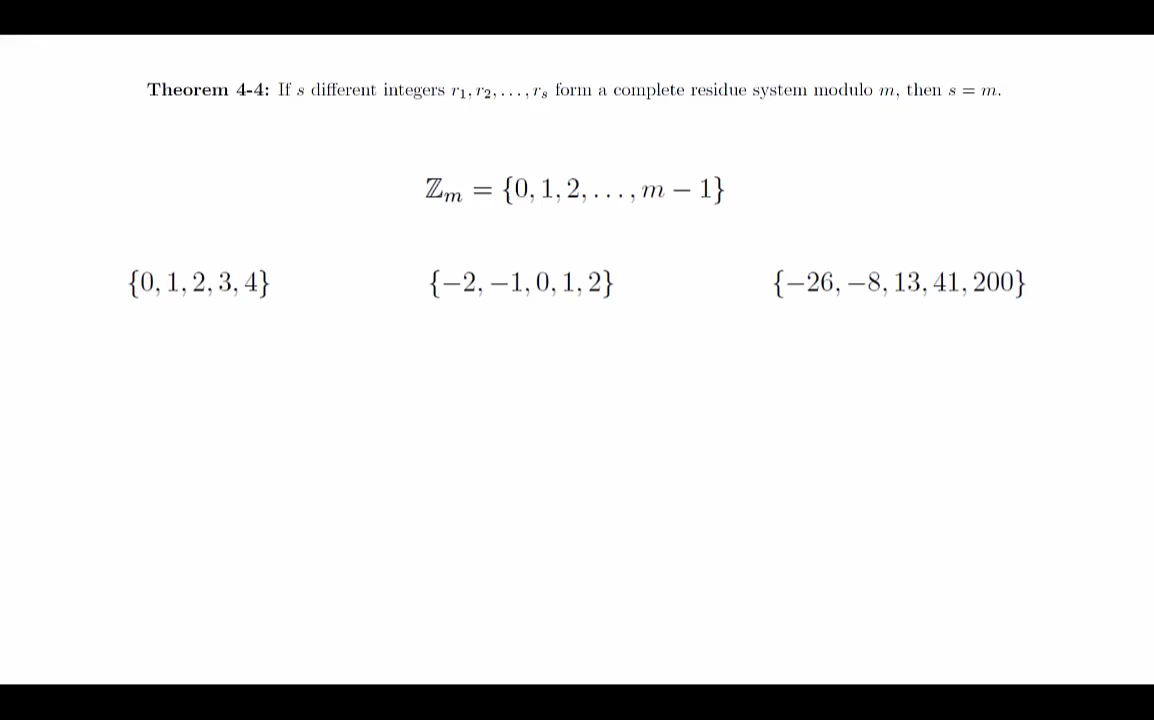 Theorem 4-4: If s different integers r₁, r₂, . . . , rₛ form a complete residue system modulo m, then s = m.
ℤₘ = {0, 1, 2, . . . , m − 1}
{0, 1, 2, 3, 4} {−2, −1, 0, 1, 2} {−26, −8, 13, 41, 200}